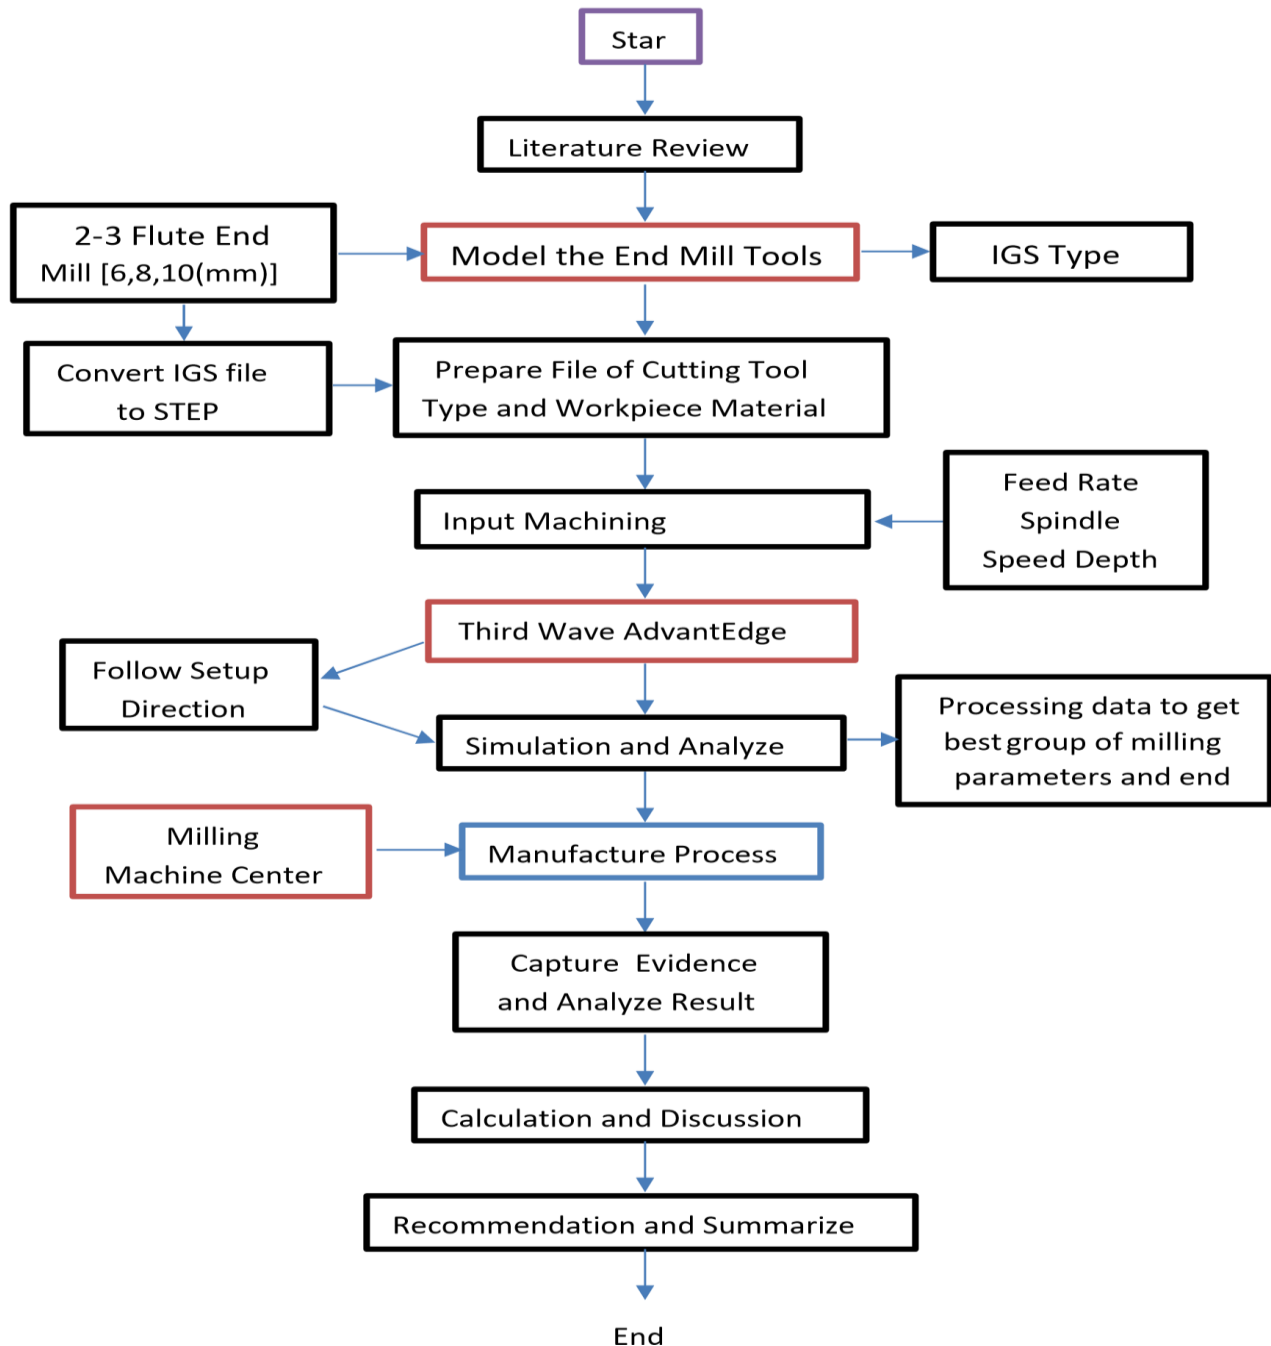 Star
Literature Review
2-3 Flute End
Mill [6,8,10(mm)]
Model the End Mill Tools
IGS Type
Convert IGS file
to STEP
Prepare File of Cutting Tool
Type and Workpiece Material
Input Machining
Feed Rate
Spindle
Speed Depth
Third Wave AdvantEdge
Follow Setup
Direction
Simulation and Analyze
Processing data to get
best group of milling
parameters and end
Milling
Machine Center
Manufacture Process
Capture Evidence
and Analyze Result
Calculation and Discussion
Recommendation and Summarize
End